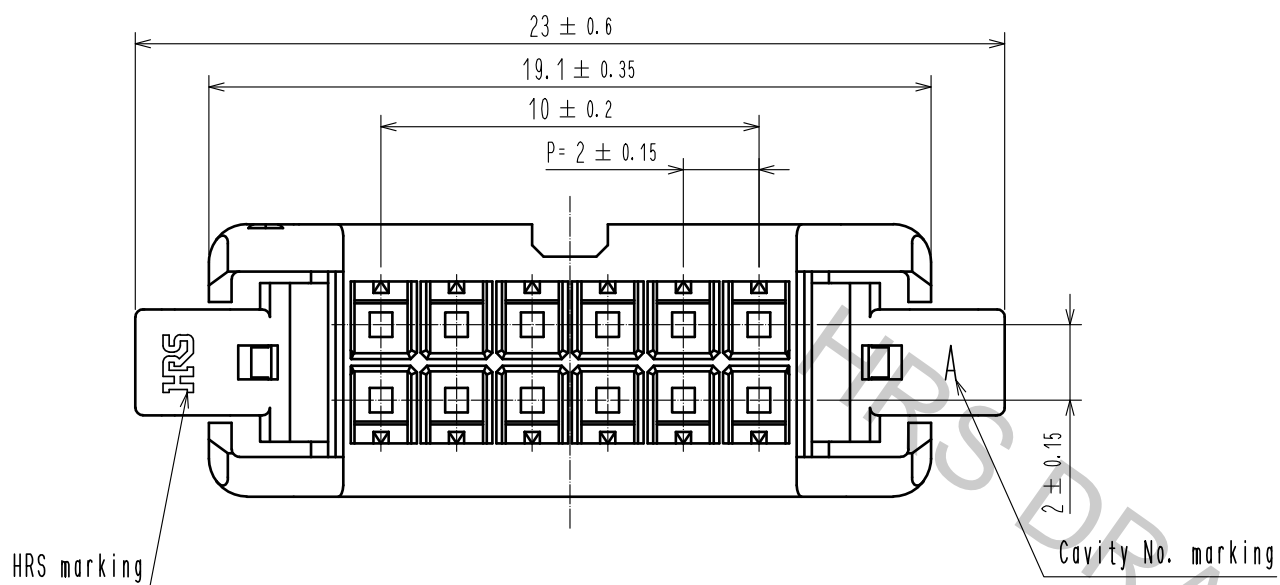 23 ± 0.6
19.1 ± 0.35
10 ± 0.2
P= 2 ± 0.15
HRS
A
2 ± 0.15
HRS DRA
HRS marking
Cavity No. marking